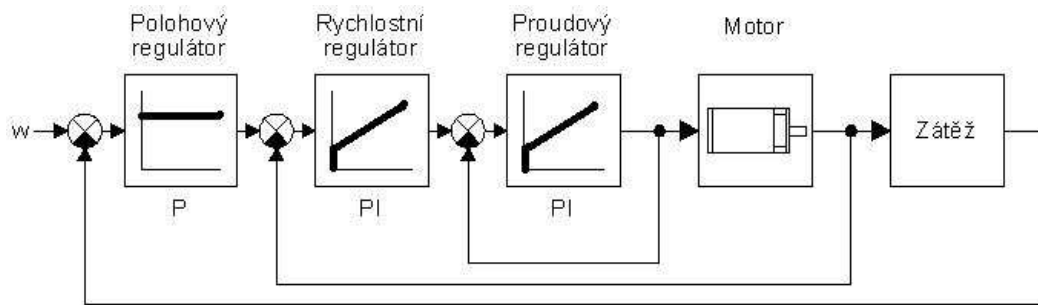 Polohový
regulátor
Rychlostní
regulátor
Proudový
regulátor
Motor
w
Zátěž
P
PI
PI